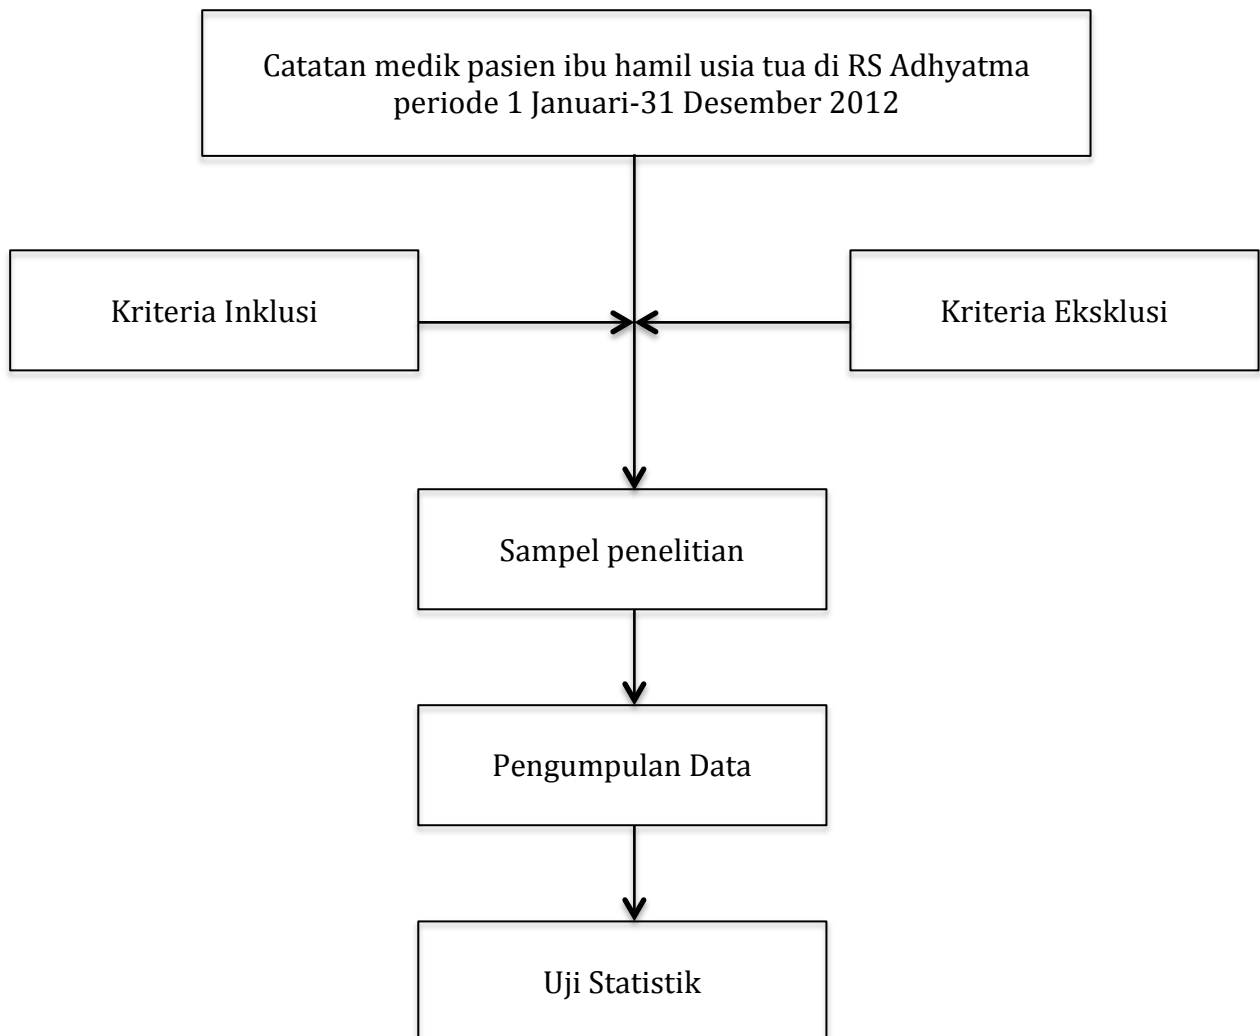 Catatan medik pasien ibu hamil usia tua di RS Adhyatma
periode 1 Januari-31 Desember 2012
Kriteria Inklusi
Kriteria Eksklusi
Sampel penelitian
Pengumpulan Data
Uji Statistik